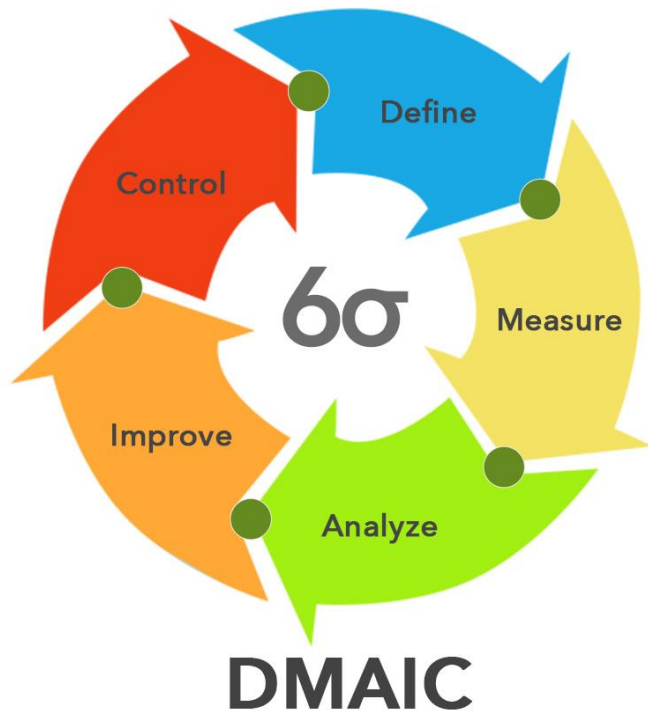 Define
Control
6σ
Measure
Improve
Analyze
DMAIC